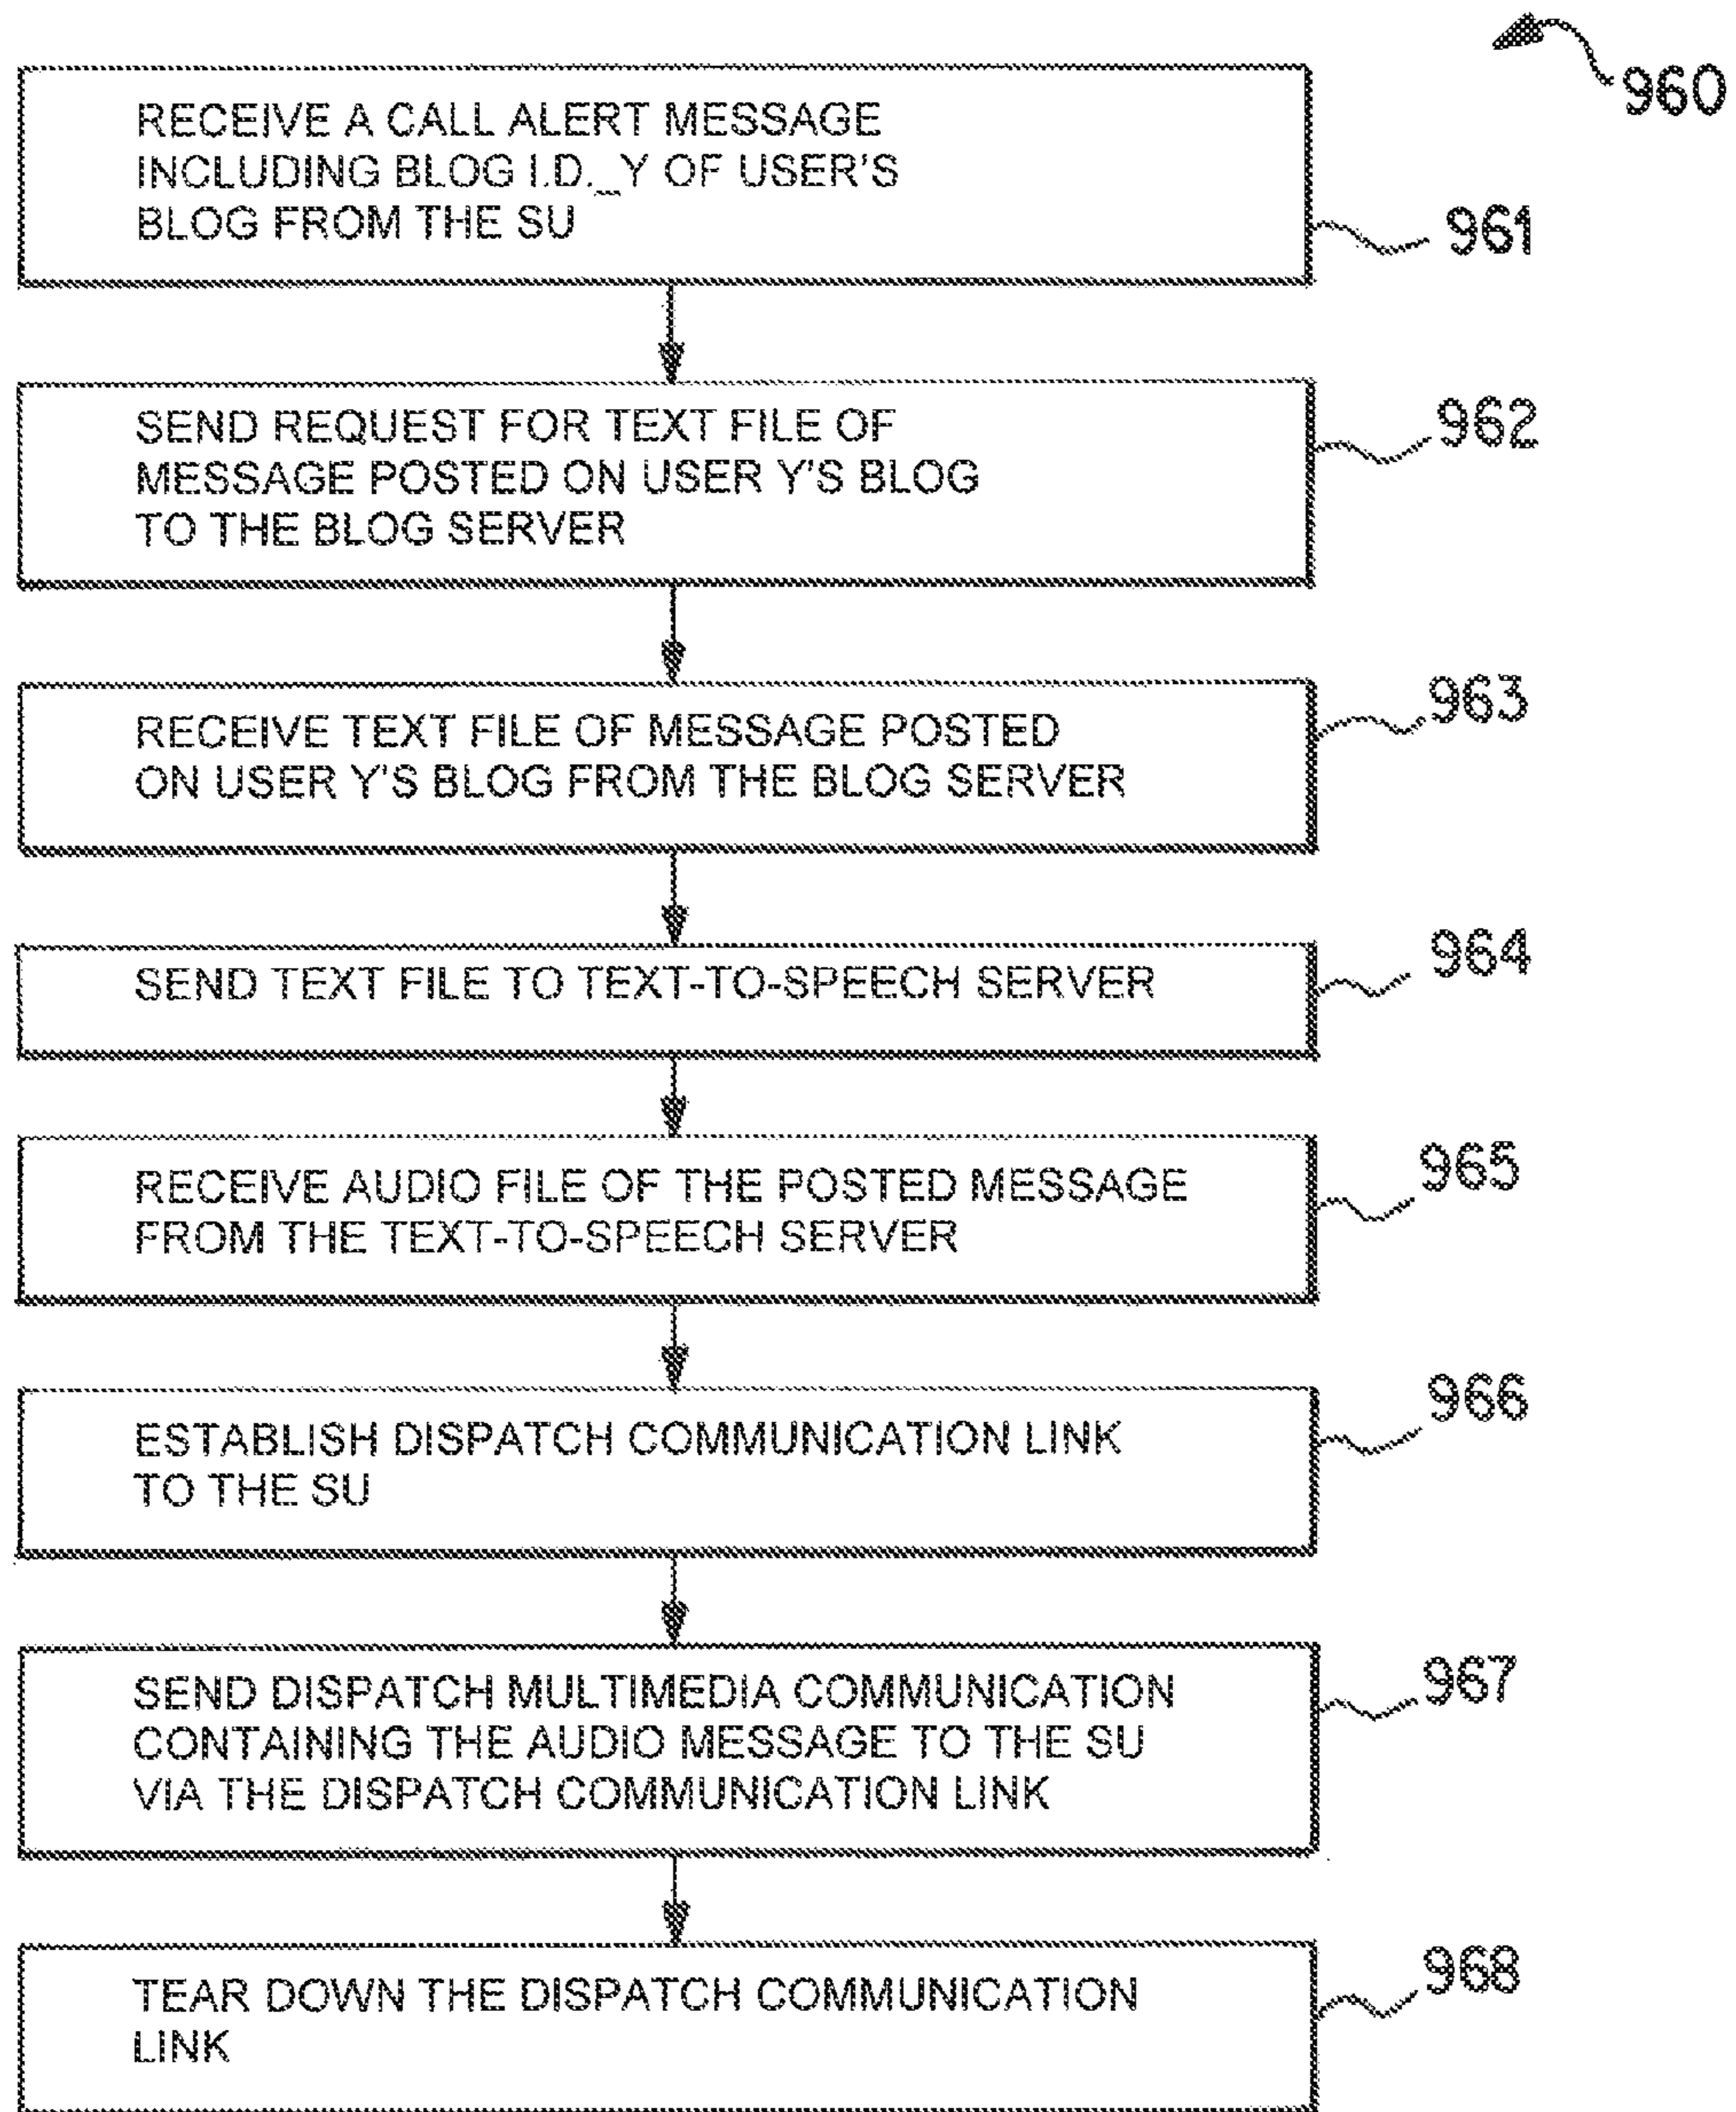 960
RECEIVE A CALL ALERT MESSAGE
INCLUDING BLOG I.D._Y OF USER'S
BLOG FROM THE SU
961
SEND REQUEST FOR TEXT FILE OF
MESSAGE POSTED ON USER Y'S BLOG
TO THE BLOG SERVER
962
RECEIVE TEXT FILE OF MESSAGE POSTED
ON USER Y'S BLOG FROM THE BLOG SERVER
963
SEND TEXT FILE TO TEXT-TO-SPEECH SERVER
964
RECEIVE AUDIO FILE OF THE POSTED MESSAGE
FROM THE TEXT-TO-SPEECH SERVER
965
ESTABLISH DISPATCH COMMUNICATION LINK
TO THE SU
966
SEND DISPATCH MULTIMEDIA COMMUNICATION
CONTAINING THE AUDIO MESSAGE TO THE SU
VIA THE DISPATCH COMMUNICATION LINK
967
TEAR DOWN THE DISPATCH COMMUNICATION
LINK
968